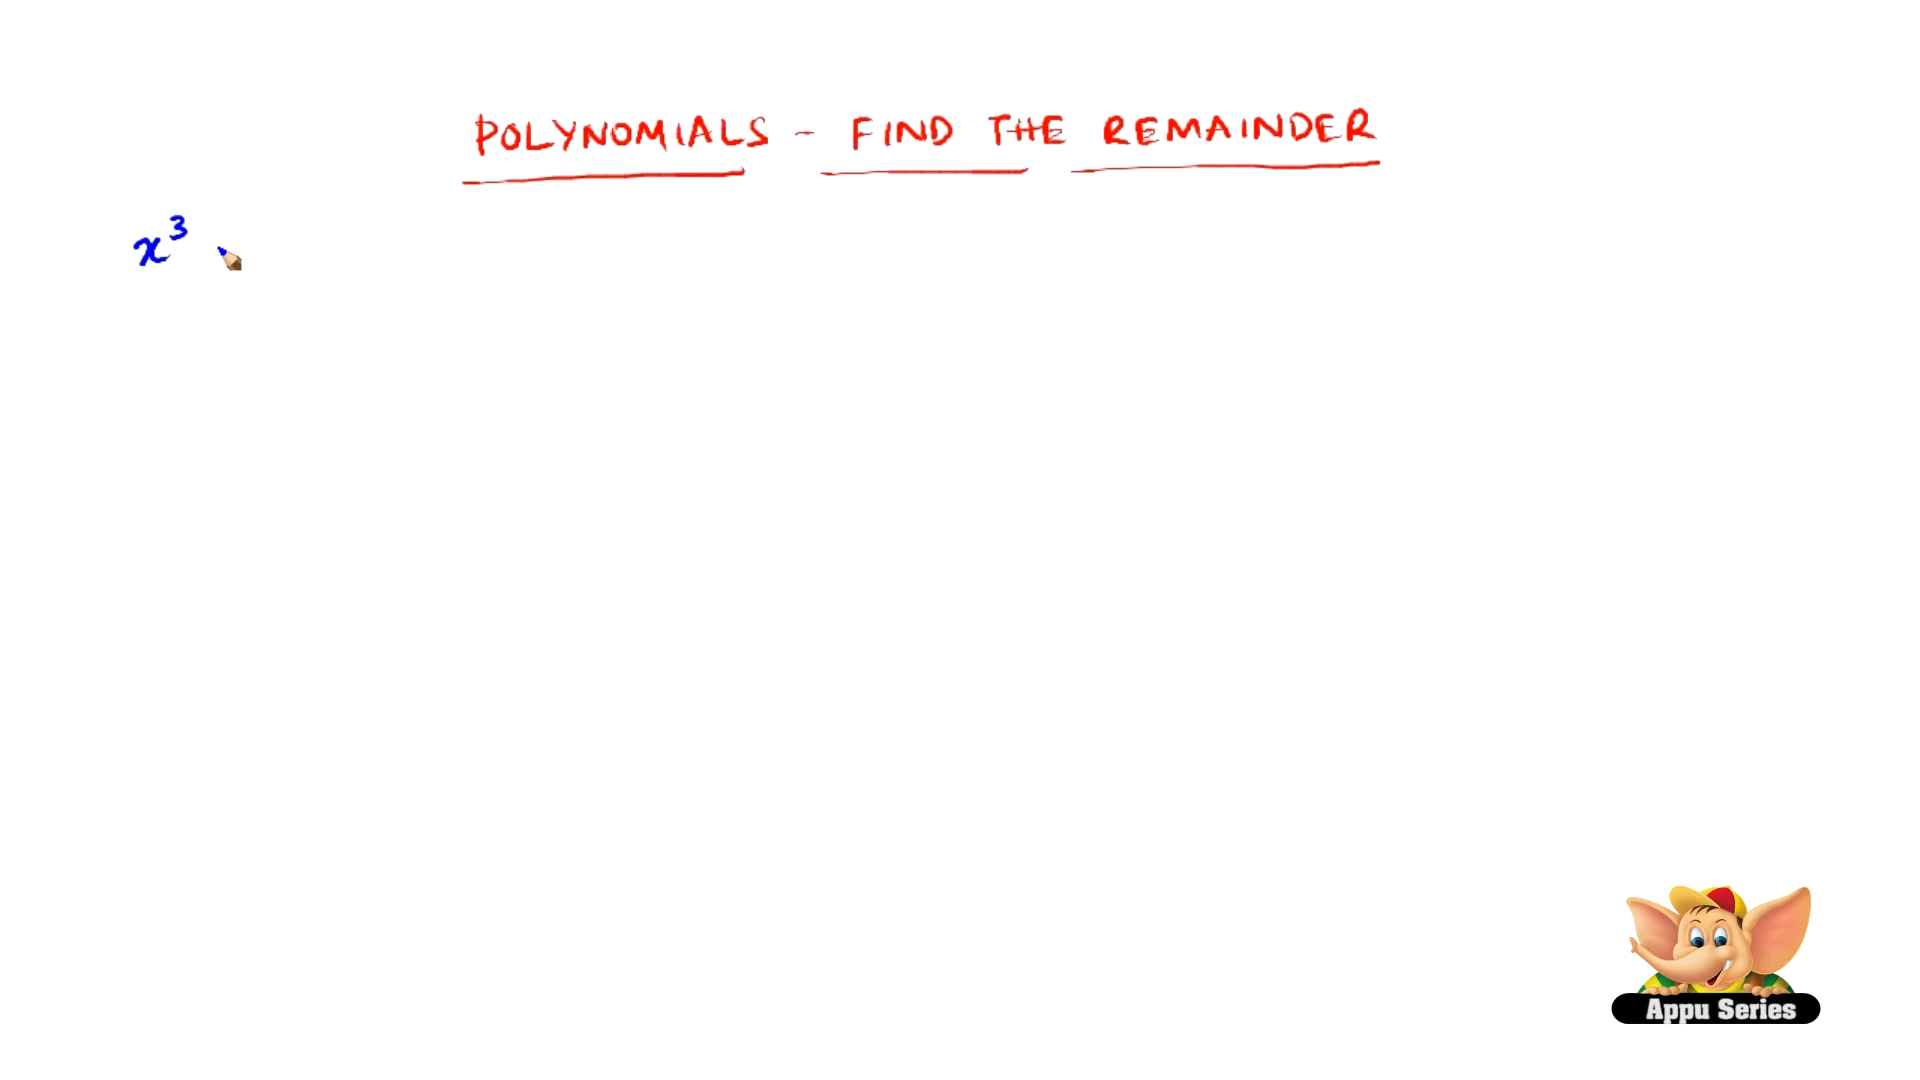 POLYNOMIALS - FIND THE REMAINDER
x³
Appu Series